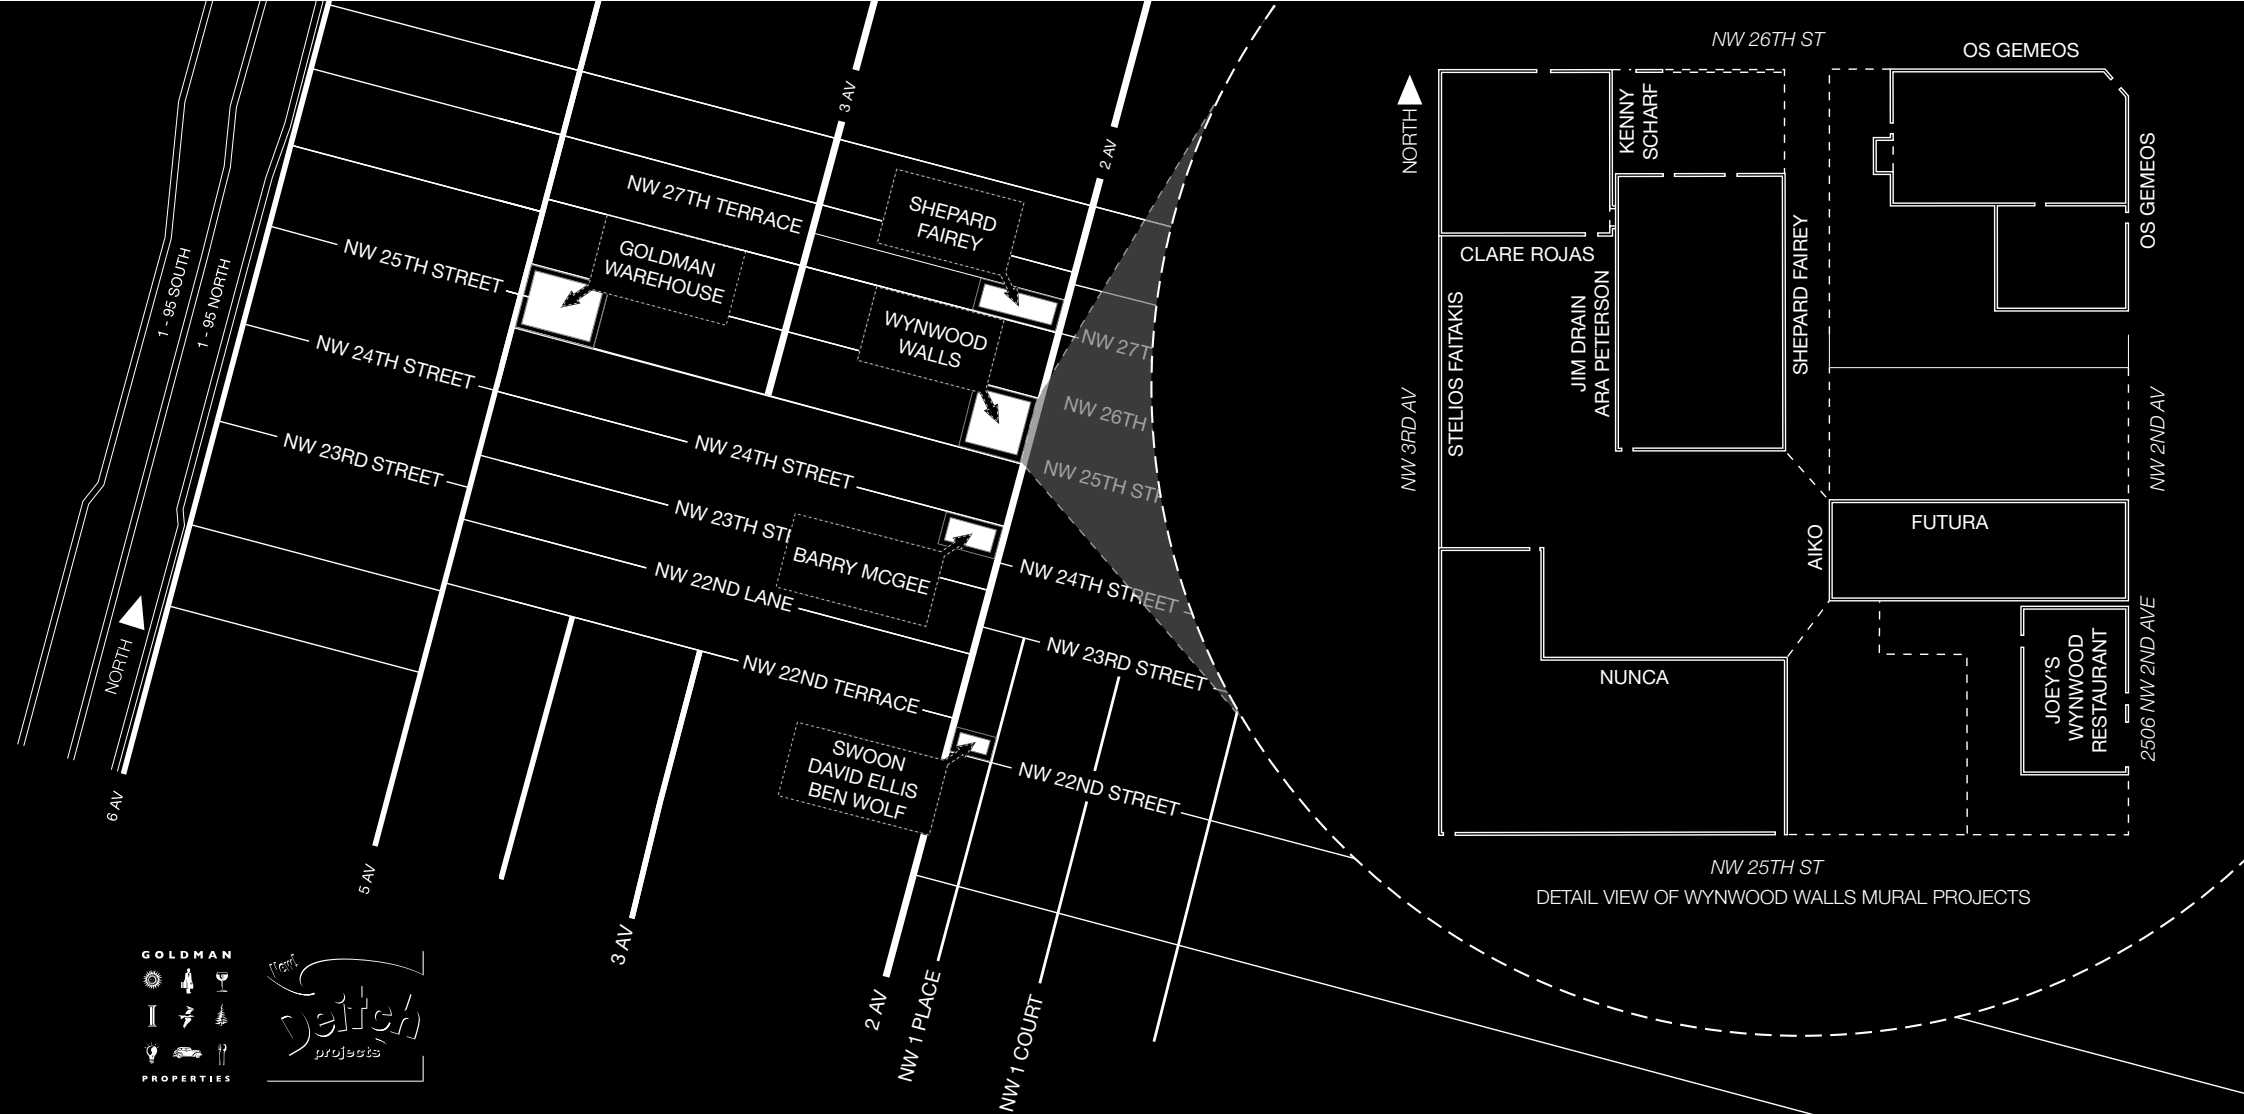 3 AV
2 AV
NW 27TH TERRACE
SHEPARD
FAIREY
NW 25TH STREET
GOLDMAN
WAREHOUSE
1 - 95 SOUTH
1 - 95 NORTH
WYNWOOD
WALLS
NW 27T
NW 24TH STREET
NW 26TH
NW 23RD STREET
NW 24TH STREET
NW 25TH ST
NW 23TH ST
BARRY MCGEE
NW 22ND LANE
NW 24TH STREET
NORTH
NW 22ND TERRACE
NW 23RD STREET
SWOON
DAVID ELLIS
BEN WOLF
NW 22ND STREET
6 AV
5 AV
3 AV
2 AV
NW 1 PLACE
NW 1 COURT
GOLDMAN
PROPERTIES
New!
Deitch
projects
NW 26TH ST
OS GEMEOS
NORTH
KENNY
SCHARF
OS GEMEOS
CLARE ROJAS
SHEPARD FAIREY
STELIOS FAITAKIS
JIM DRAIN
ARA PETERSON
NW 3RD AV
NW 2ND AV
AIKO
FUTURA
NUNCA
JOEY'S
WYNWOOD
RESTAURANT
2506 NW 2ND AVE
NW 25TH ST
DETAIL VIEW OF WYNWOOD WALLS MURAL PROJECTS